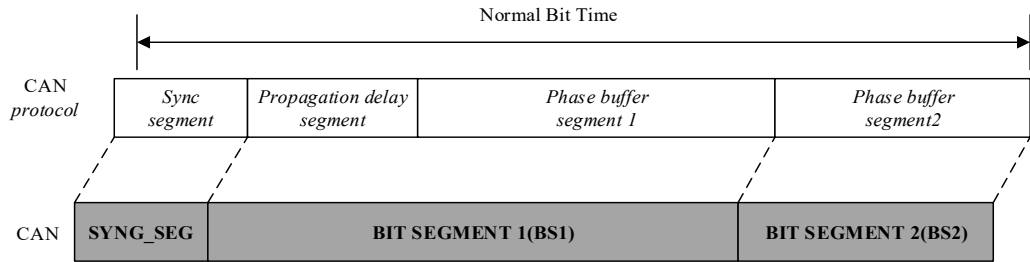 Normal Bit Time
CAN
protocol
Sync
segment
Propagation delay
segment
Phase buffer
segment 1
Phase buffer
segment2
CAN
SYNG_SEG
BIT SEGMENT 1(BS1)
BIT SEGMENT 2(BS2)